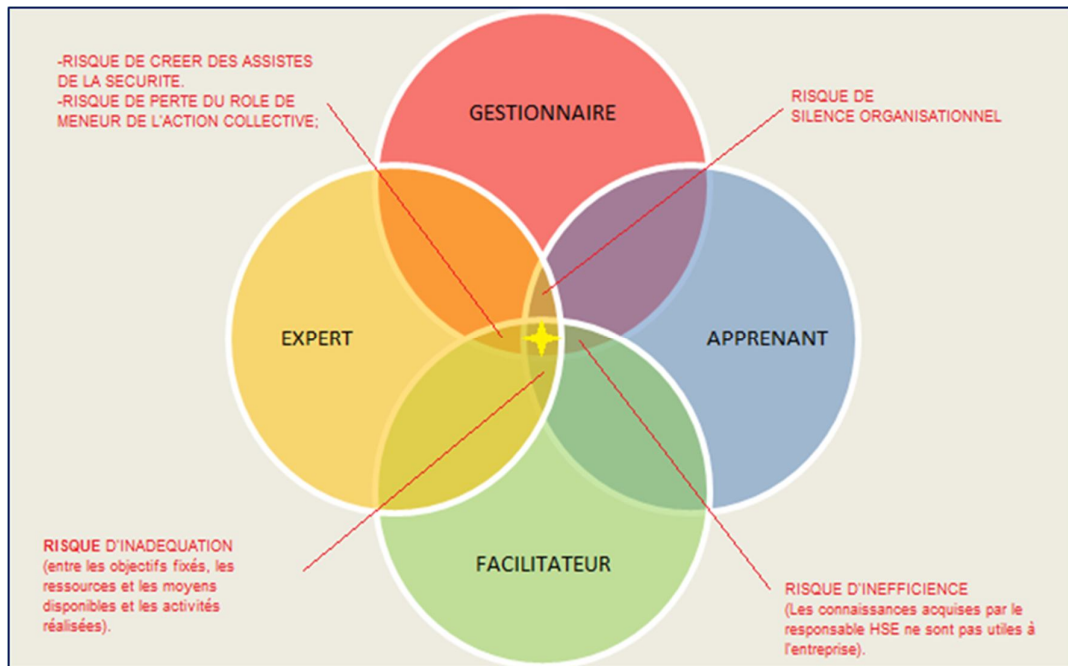 -RISQUE DE CREER DES ASSISTES
DE LA SECURITE.
-RISQUE DE PERTE DU ROLE DE
MENEUR DE L'ACTION COLLECTIVE;
RISQUE DE
SILENCE ORGANISATIONNEL
GESTIONNAIRE
EXPERT
APPRENANT
FACILITATEUR
RISQUE D'INADEQUATION
(entre les objectifs fixés, les
ressources et les moyens
disponibles et les activités
réalisées).
RISQUE D'INEFFICIENCE
(Les connaissances acquises par le
responsable HSE ne sont pas utiles à
l'entreprise).